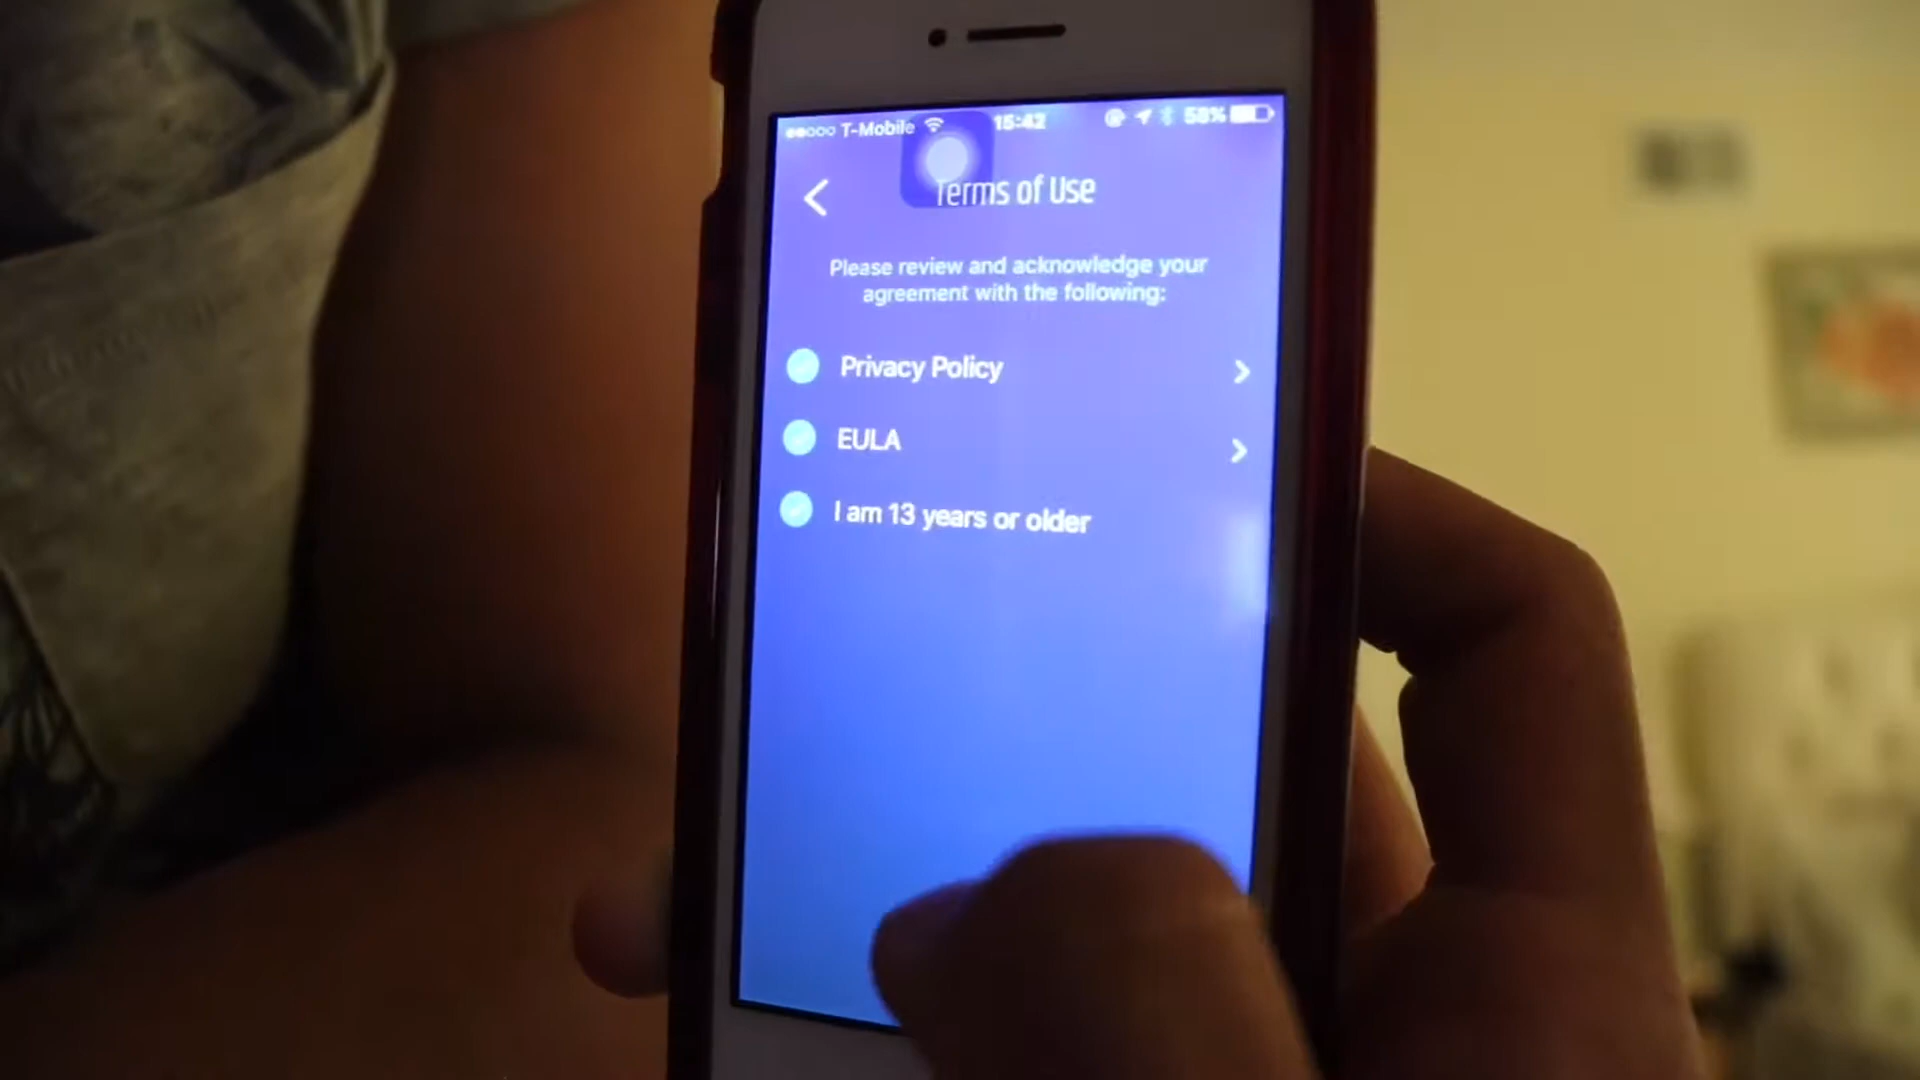 T-Mobile 15:42 58%
Terms of Use
Please review and acknowledge your
agreement with the following:
Privacy Policy
EULA
I am 13 years or older